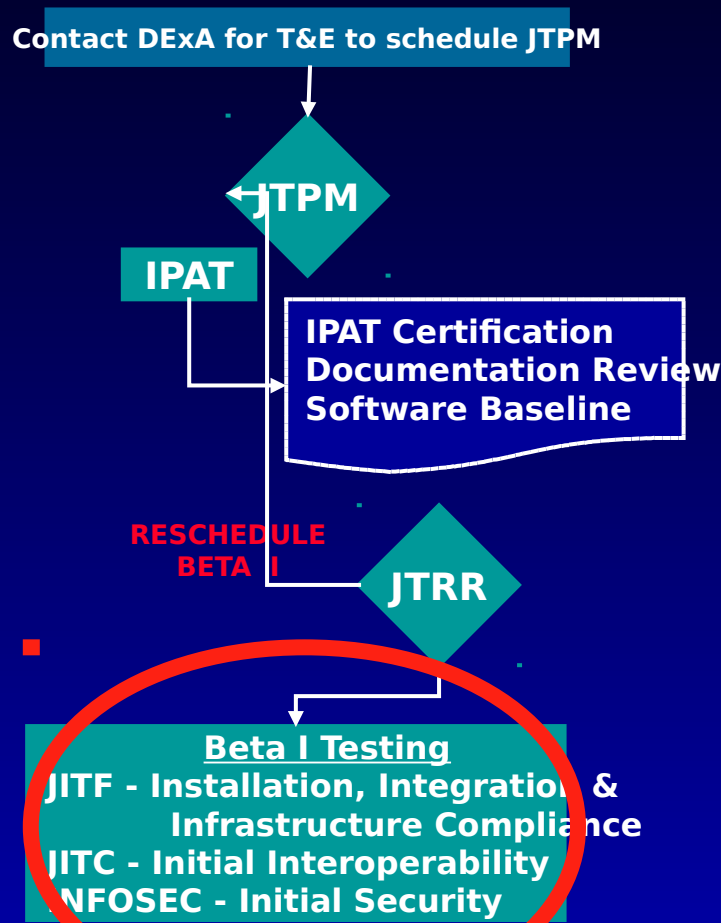 Contact DExA for T&E to schedule JTPM
JTPM
IPAT
IPAT Certification
Documentation Review
Software Baseline
RESCHEDULE
BETA I
JTRR
Beta I Testing
JITF - Installation, Integration &
Infrastructure Compliance
JITC - Initial Interoperability
INFOSEC - Initial Security